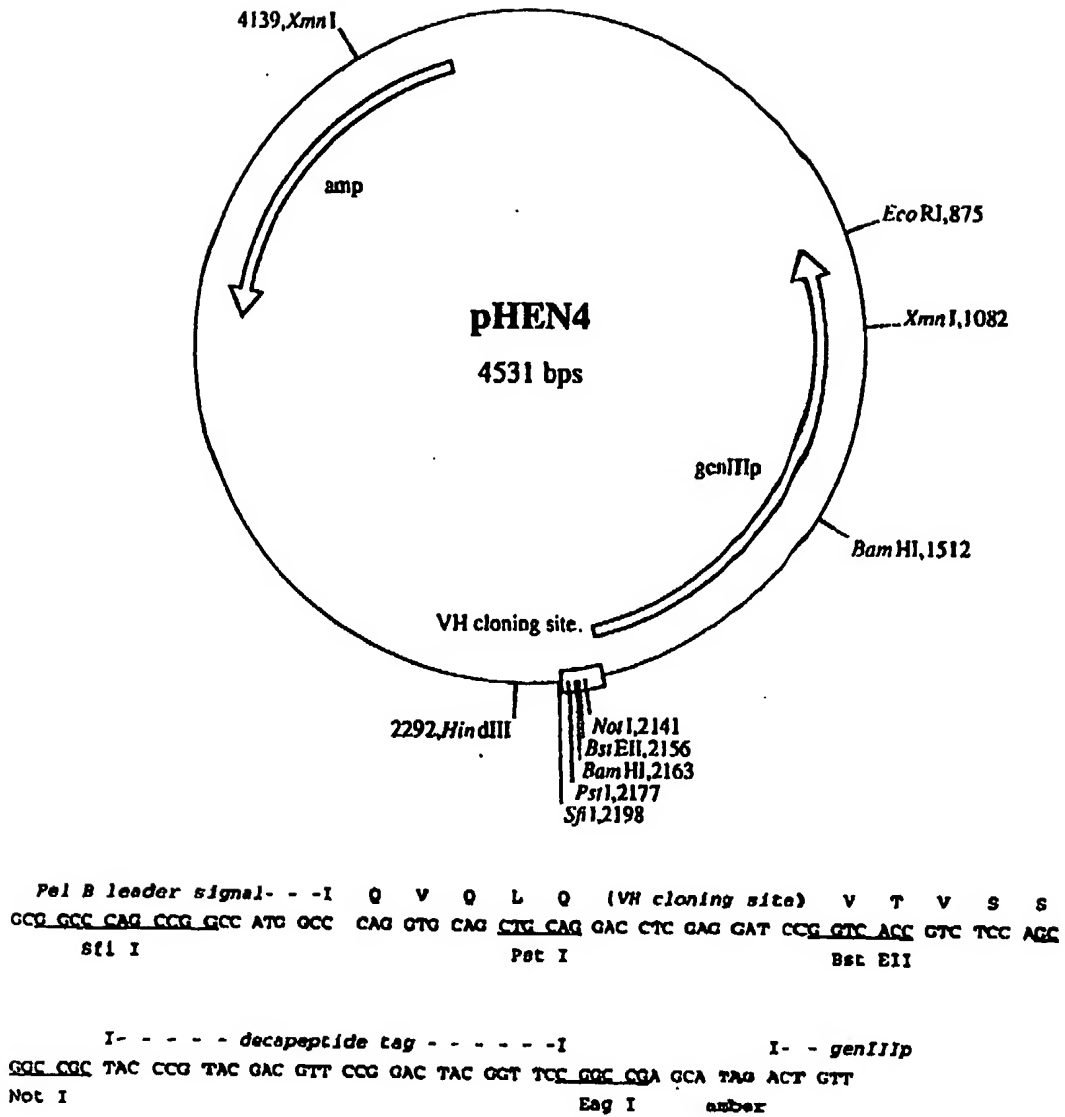 4139,XmnI
amp
EcoRI,875
pHEN4
4531 bps
XmnI,1082
genIIIp
BamHI,1512
VH cloning site.
2292,HindIII
NotI,2141
BstEII,2156
BamHI,2163
PstI,2177
SfiI,2198
Pel B leader signal- - -I Q V Q L Q (VH cloning site) V T V S S
GCG GCC CAG CCG GCC ATG GCC CAG GTG CAG CTG CAG GAC CTC GAG GAT CCG GTC ACC GTC TCC AGC
Sfi I Pst I Bst EII
I- - - - - - decapeptide tag - - - - - - -I I- - genIIIp
GGC CGC TAC CCG TAC GAC GTT CCG GAC TAC GGT TCC GGC CGA GCA TAG ACT GTT
Not I Eag I amber